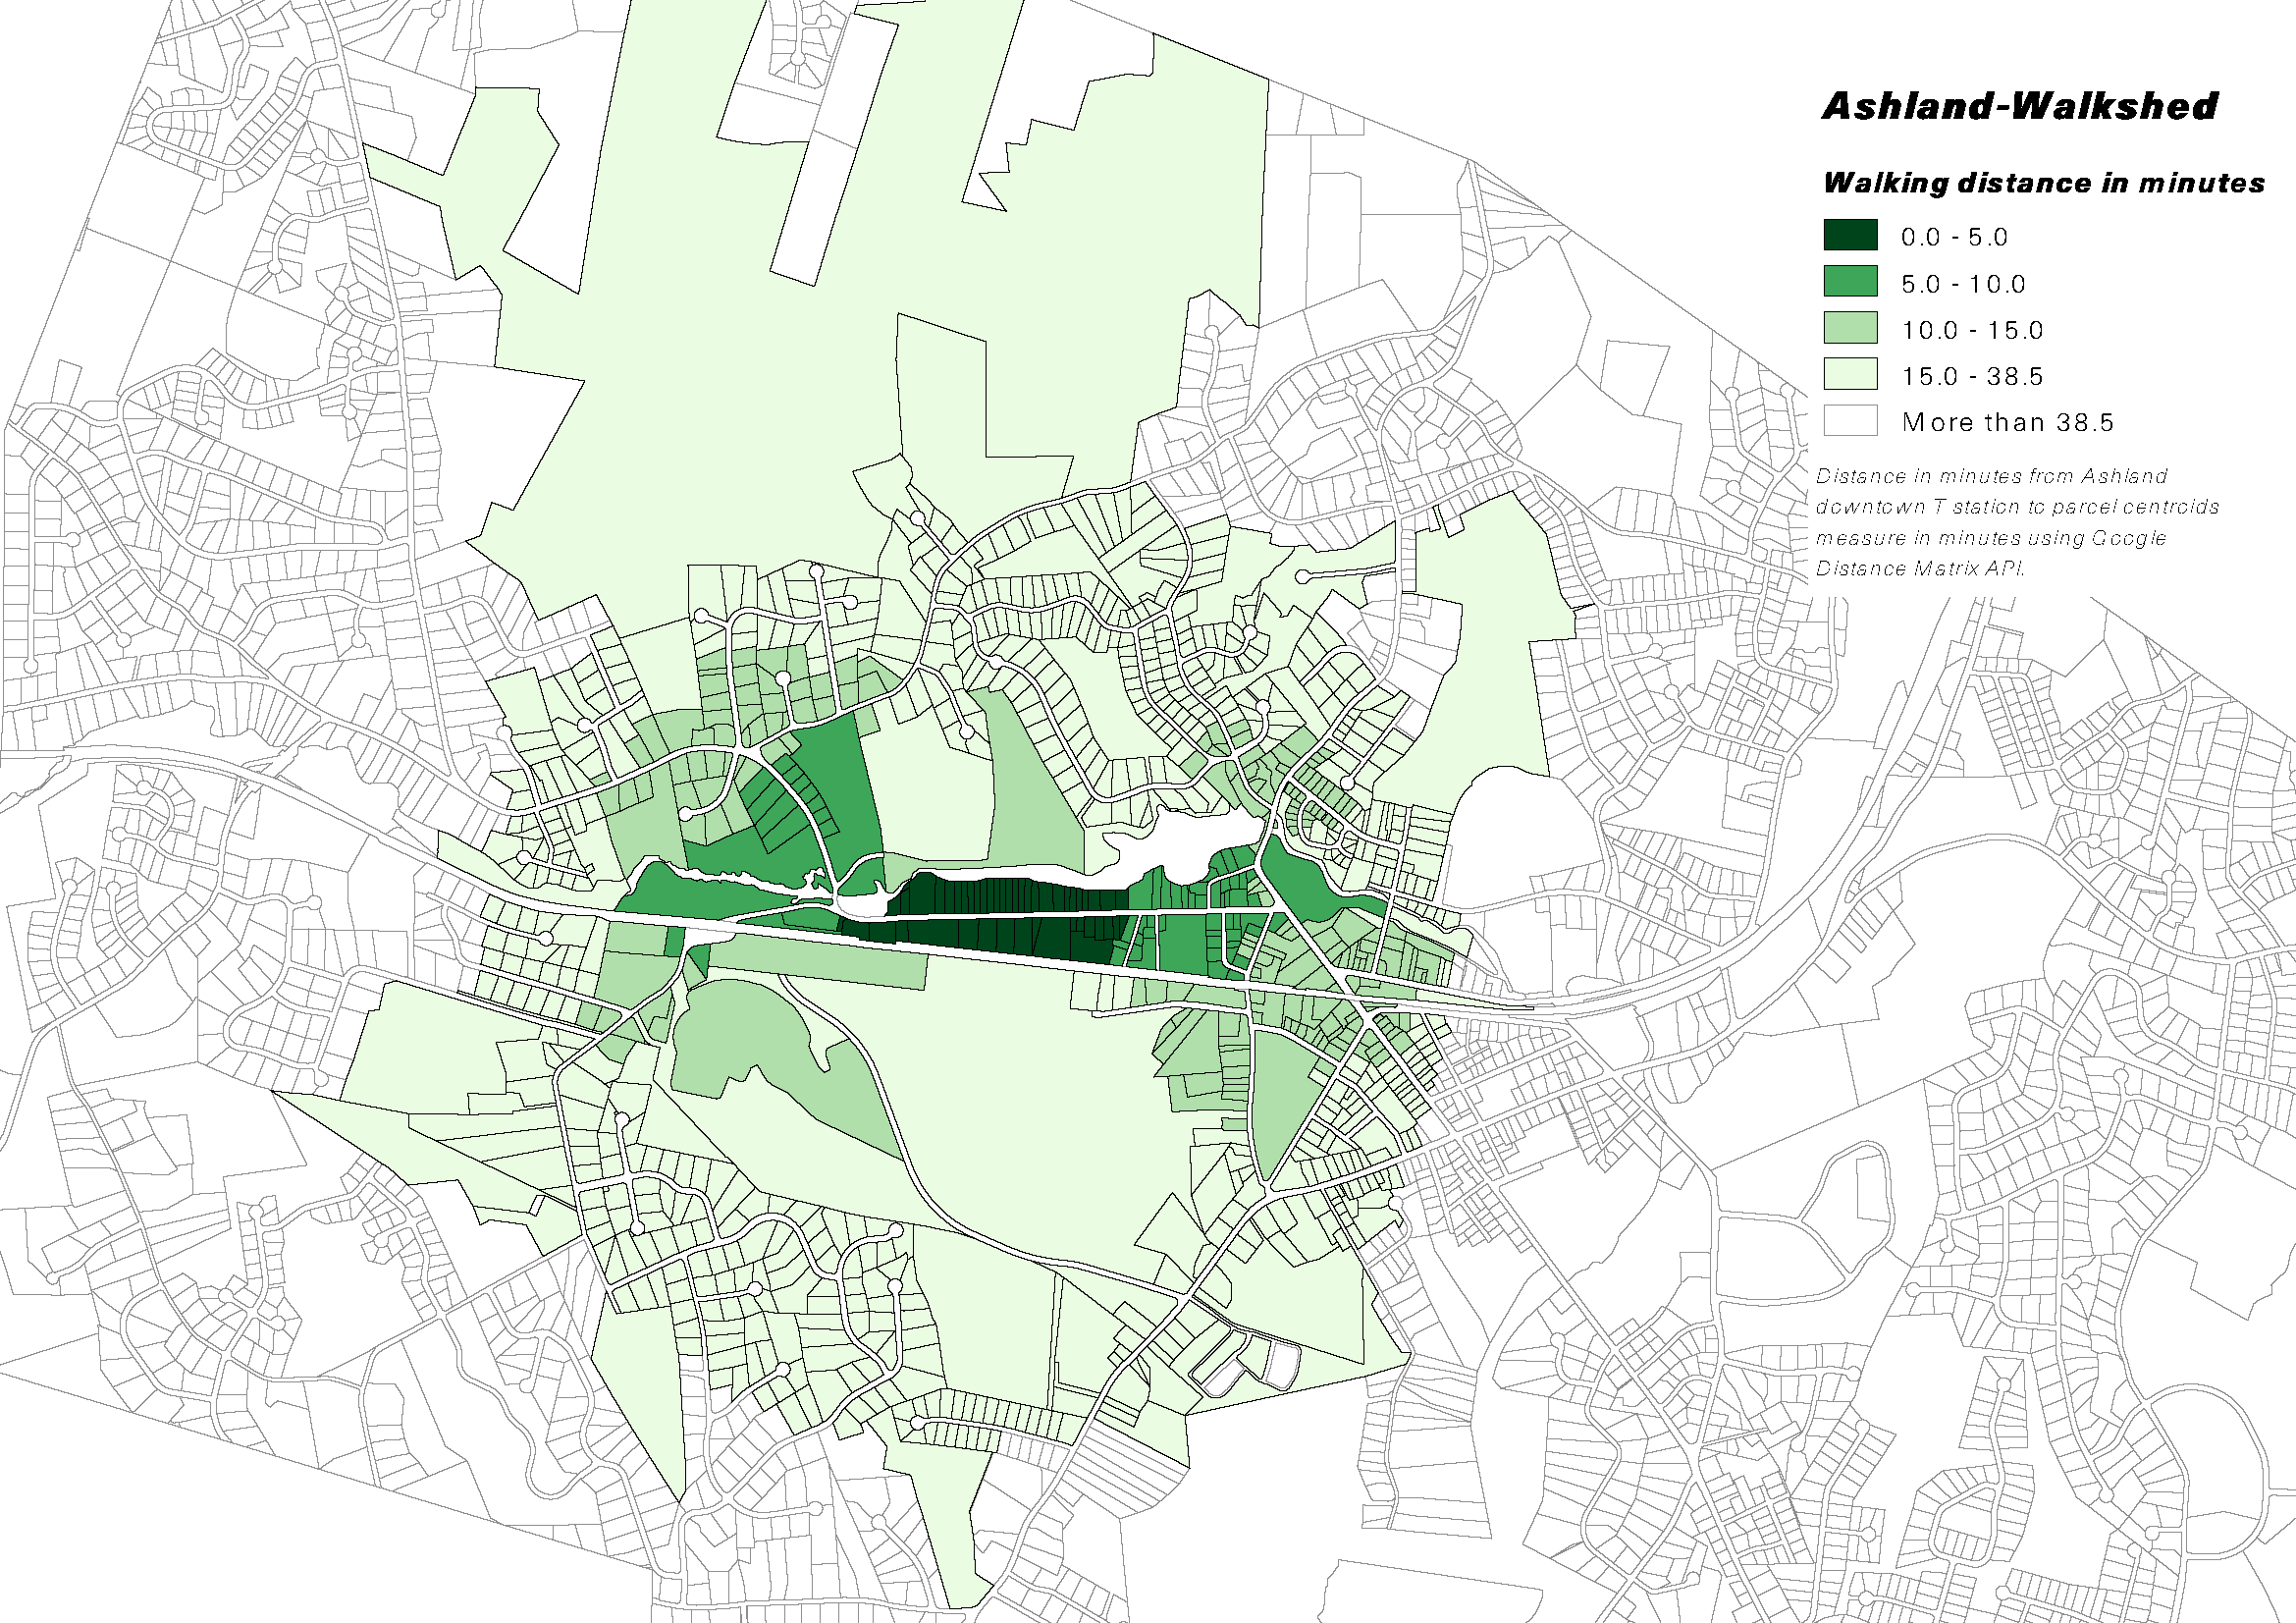 Ashland-Walkshed
Walking distance in minutes
0.0 - 5.0
5.0 - 10.0
10.0 - 15.0
15.0 - 38.5
More than 38.5
Distance in minutes from Ashland
downtown T station to parcel centroids
measure in minutes using Google
Distance Matrix API.